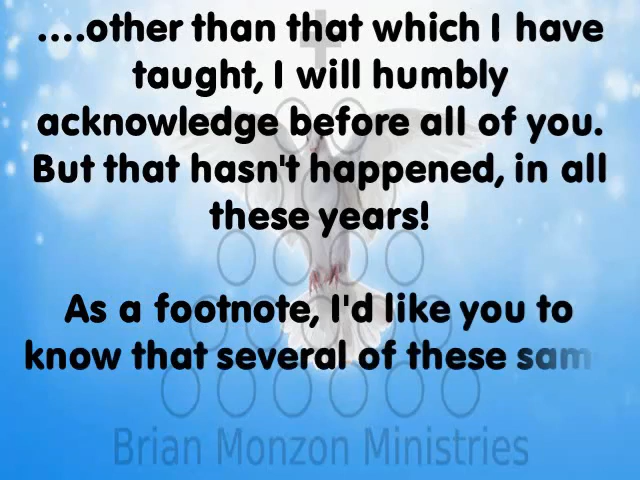 ....other than that which I have
taught, I will humbly
acknowledge before all of you.
But that hasn't happened, in all
these years!
As a footnote, I'd like you to
know that several of these sam
Brian Monzon Ministries